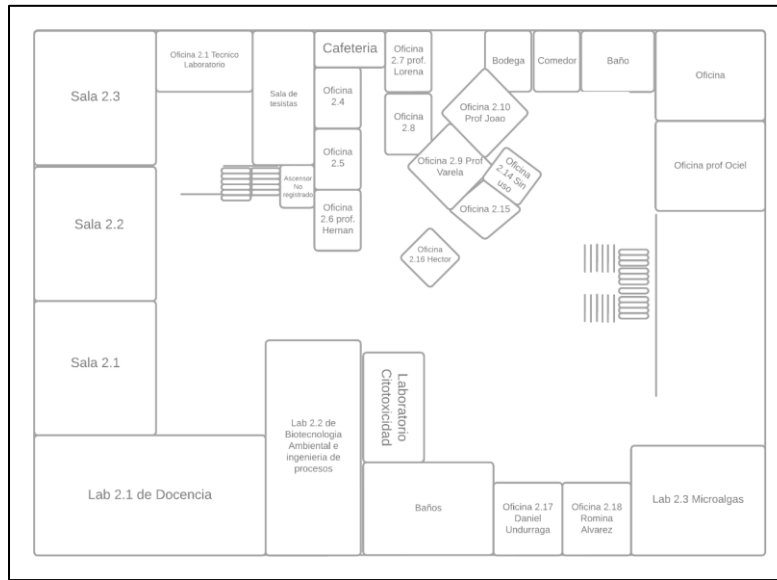 Sala 2.3
Oficina 2.1 Tecnico
Laboratorio
Sala de
tesistas
Cafeteria
Oficina
2.4
Oficina
2.5
Oficina
2.6 prof.
Hernan
Ascensor
No
registrado
Oficina
2.7 prof.
Lorena
Oficina
2.8
Bodega
Comedor
Baño
Oficina
Oficina 2.10
Prof Joao
Oficina 2.9 Prof
Varela
Oficina
2.14 Sin
uso
Oficina 2.15
Oficina
2.16 Hector
Oficina prof Ociel
Sala 2.2
Sala 2.1
Lab 2.1 de Docencia
Lab 2.2 de
Biotecnologia
Ambiental e
ingenieria de
procesos
Laboratorio
Citotoxicidad
Baños
Oficina 2.17
Daniel
Undurraga
Oficina 2.18
Romina
Alvarez
Lab 2.3 Microalgas